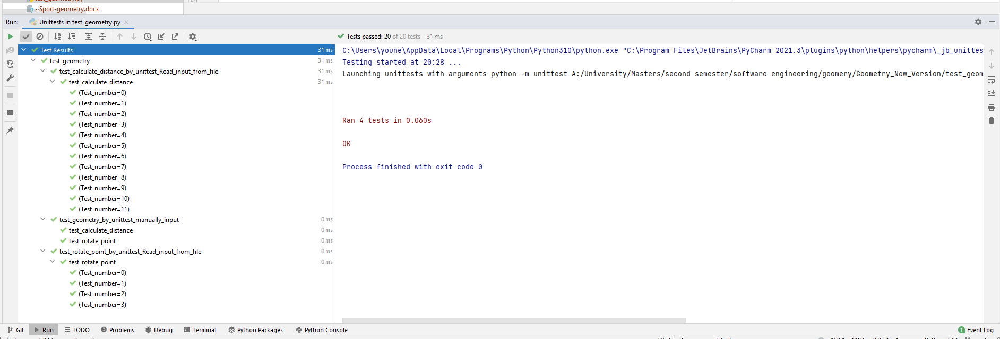 test_geometry.py
~$port-geometry.docx
Run: Unittests in test_geometry.py
Tests passed: 20 of 20 tests – 31 ms
Test Results 31 ms
test_geometry 31 ms
test_calculate_distance_by_unittest_Read_input_from_file 31 ms
test_calculate_distance 31 ms
(Test_number=0)
(Test_number=1)
(Test_number=2)
(Test_number=3)
(Test_number=4)
(Test_number=5)
(Test_number=6)
(Test_number=7)
(Test_number=8)
(Test_number=9)
(Test_number=10)
(Test_number=11)
test_geometry_by_unittest_manually_input 0 ms
test_calculate_distance 0 ms
test_rotate_point 0 ms
test_rotate_point_by_unittest_Read_input_from_file 0 ms
test_rotate_point 0 ms
(Test_number=0)
(Test_number=1)
(Test_number=2)
(Test_number=3)
C:\Users\youne\AppData\Local\Programs\Python\Python310\python.exe "C:\Program Files\JetBrains\PyCharm 2021.3\plugins\python\helpers\pycharm\_jb_unittes
Testing started at 20:28 ...
Launching unittests with arguments python -m unittest A:/University/Masters/second semester/software engineering/geomery/Geometry_New_Version/test_geom
Ran 4 tests in 0.060s
OK
Process finished with exit code 0
Git Run TODO Problems Debug Terminal Python Packages Python Console 1 Event Log